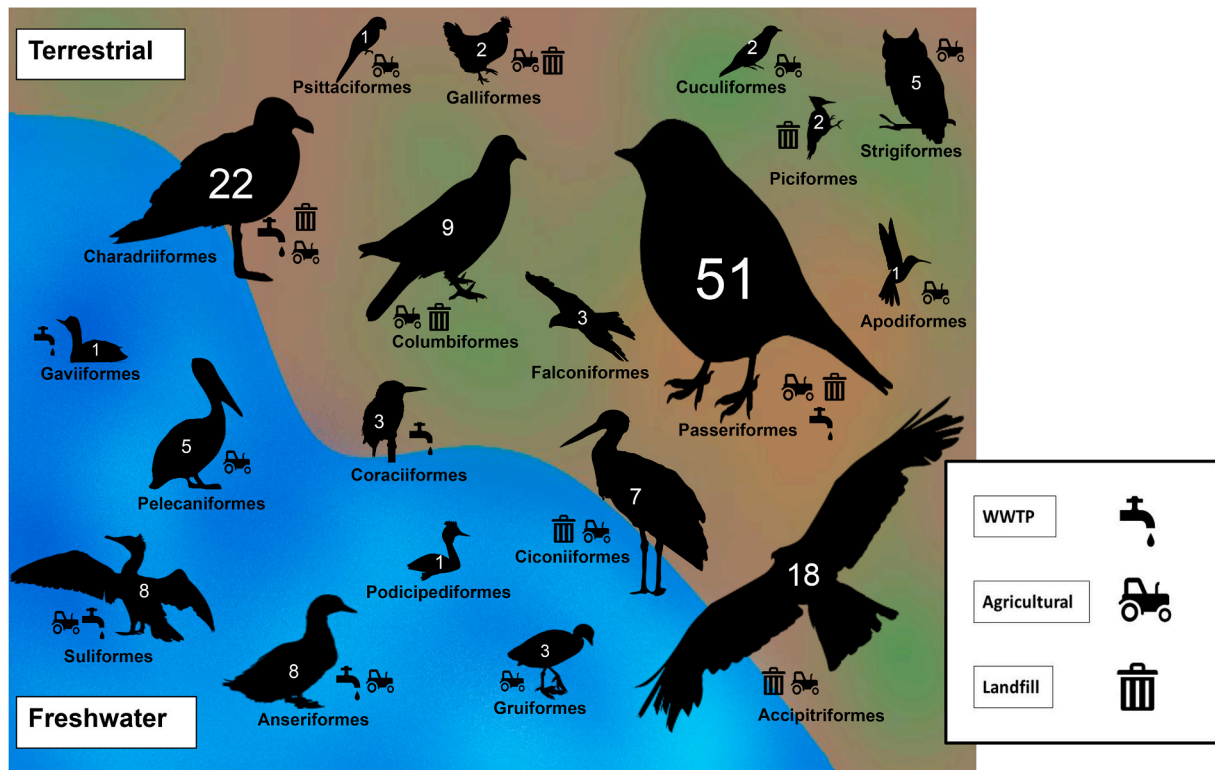 Terrestrial
1
Psittaciformes
2
Galliformes
2
Cuculiformes
5
Strigiformes
2
Piciformes
22
Charadriiformes
9
Columbiformes
3
Falconiformes
51
Passeriformes
1
Apodiformes
1
Gaviiformes
5
Pelecaniformes
3
Coraciiformes
7
Ciconiiformes
1
Podicipediformes
18
Accipitriformes
8
Suliformes
8
Anseriformes
3
Gruiformes
Freshwater
WWTP
Agricultural
Landfill